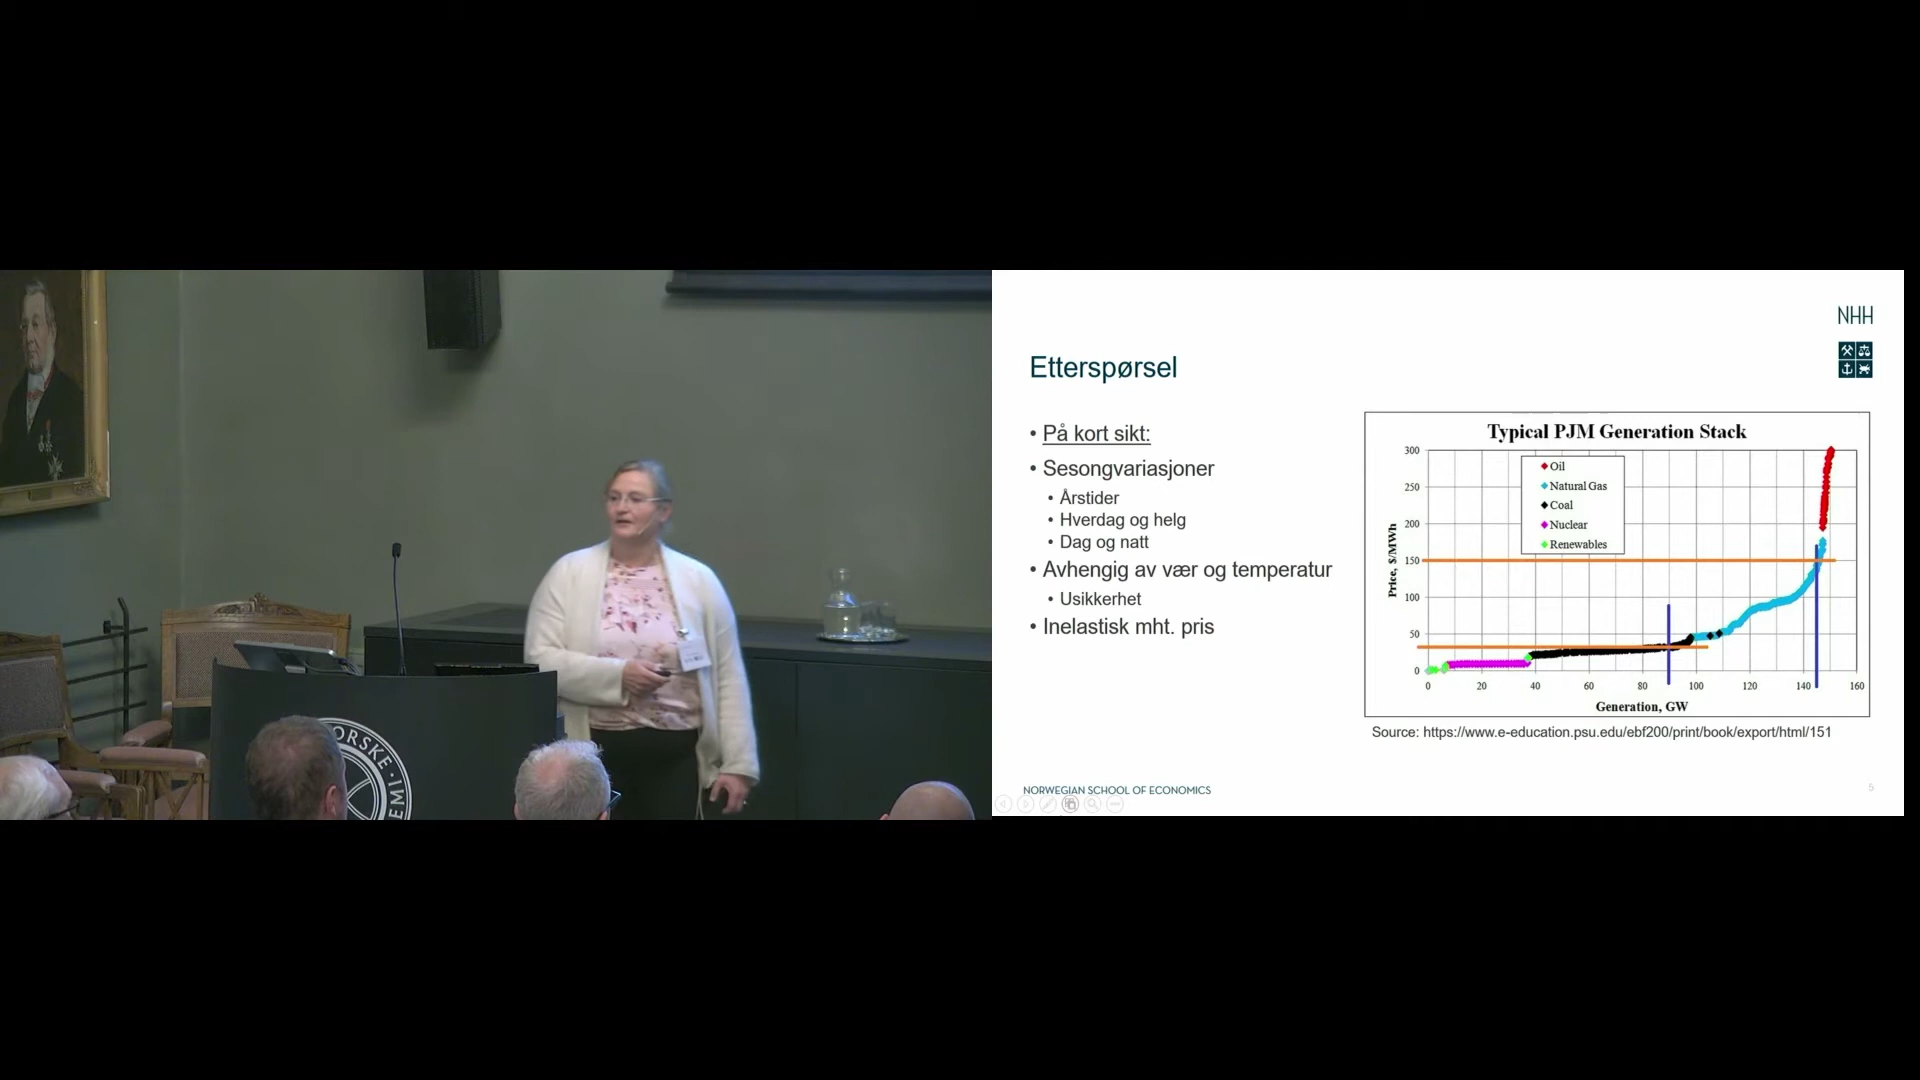 ORSKE · ME
NHH
Etterspørsel
• På kort sikt:
• Sesongvariasjoner
• Årstider
• Hverdag og helg
• Dag og natt
• Avhengig av vær og temperatur
• Usikkerhet
• Inelastisk mht. pris
Typical PJM Generation Stack
300
250
200
150
100
50
0
Price, $/MWh
Oil
Natural Gas
Coal
Nuclear
Renewables
0 20 40 60 80 100 120 140 160
Generation, GW
Source: https://www.e-education.psu.edu/ebf200/print/book/export/html/151
NORWEGIAN SCHOOL OF ECONOMICS
5